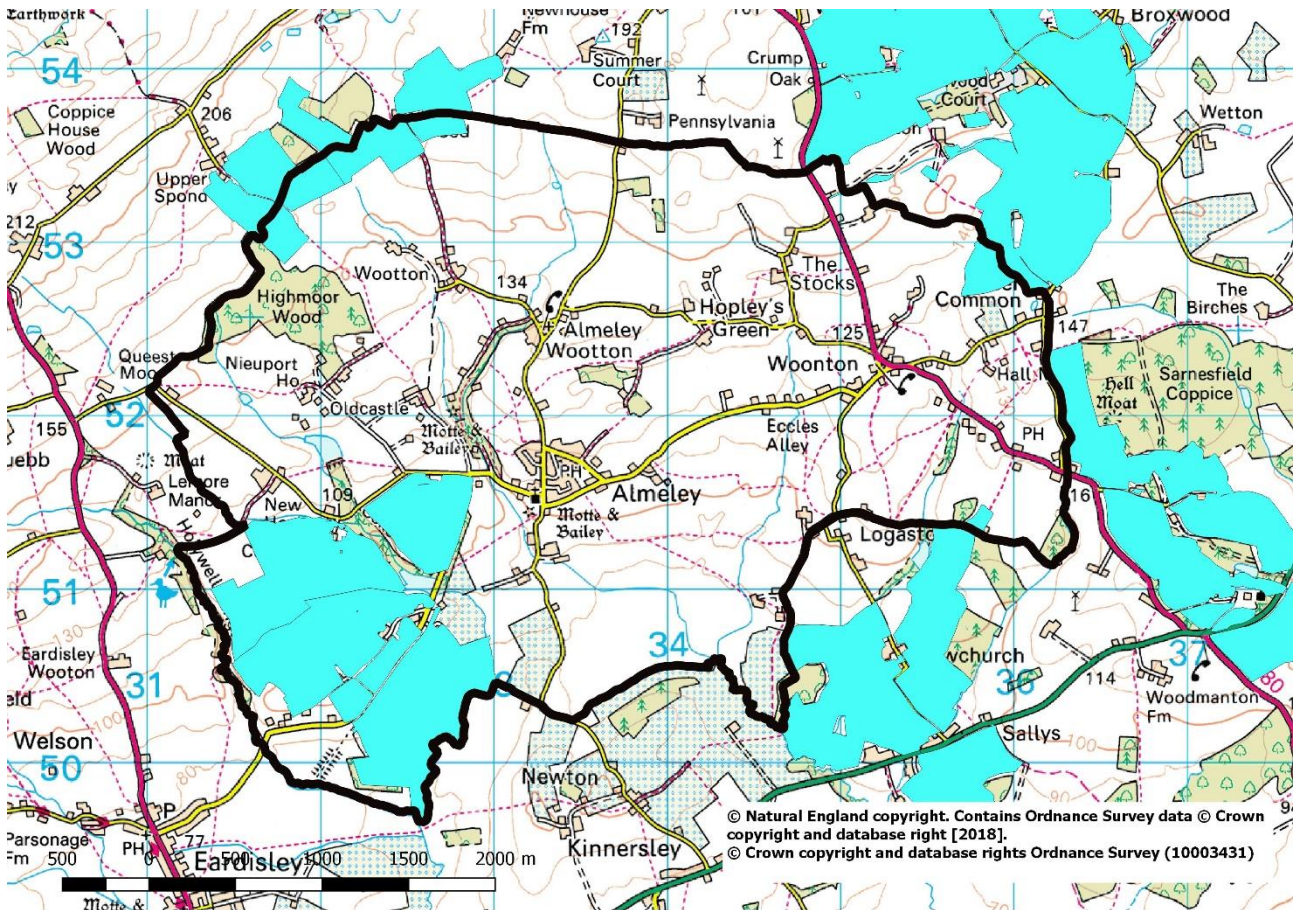 Earthwork
Newhouse
Fm
192
Summer
Court
Crump
Oak
Broxwood
54
Coppice
House
Wood
206
Pennsylvania
Court
Wetton
Upper
Spond
212
53
Wootton
134
Highmoor
Wood
Almeley
Wootton
Hopley's
Green
The
Stocks
Common
The
Birches
125
147
Nieuport
Ho
Woonton
Hall
Hell
Moat
Sarnesfield
Coppice
52
155
Oldcastle
Motte &
Bailey
Eccles
Alley
PH
Moat
PH
Almeley
109
New
Motte &
Bailey
16
Holywell
51
130
Eardisley
Wooton
31
34
36
37
114
Woodmanton
Fm
80
100
Sallys
100
Welson
50
80
Newton
70
Parsonage
Fm
PH
77
Eardisley
Kinnersley
Motte &
500 0 500 1000 1500 2000 m
© Natural England copyright. Contains Ordnance Survey data © Crown
copyright and database right [2018].
© Crown copyright and database rights Ordnance Survey (10003431)